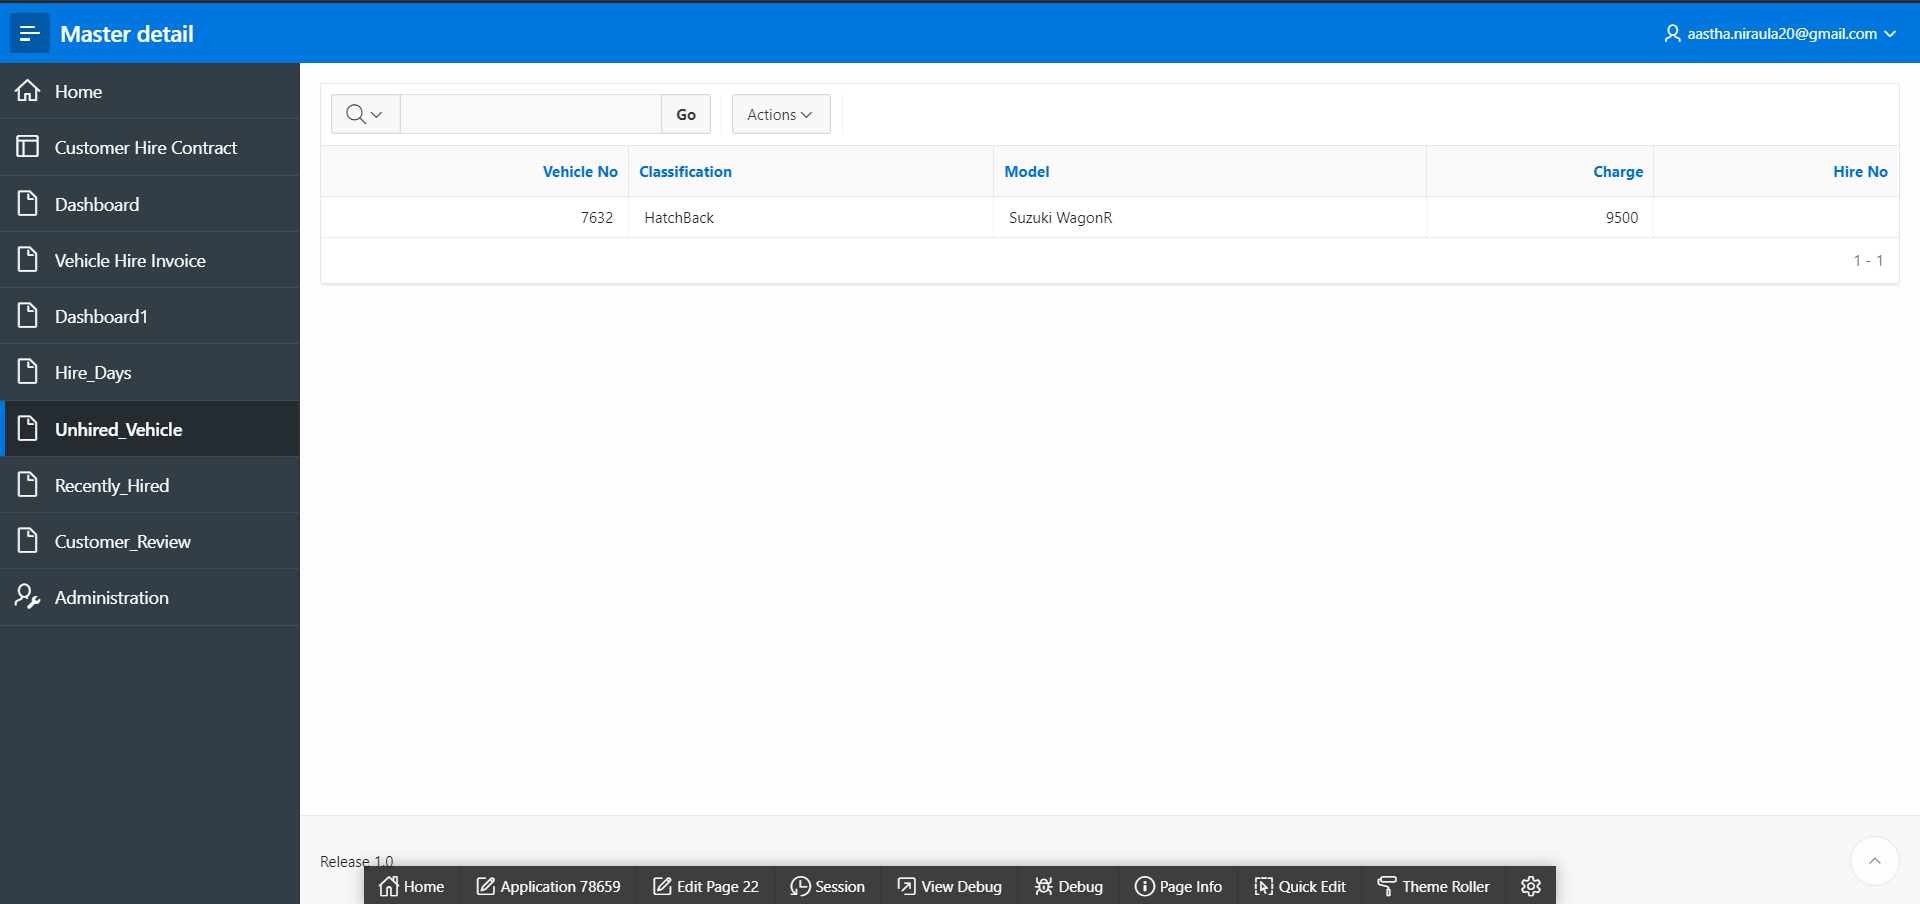 Master detail
aastha.niraula20@gmail.com
Home
Customer Hire Contract
Dashboard
Vehicle Hire Invoice
Dashboard1
Hire_Days
Unhired_Vehicle
Recently_Hired
Customer_Review
Administration
Go Actions
Vehicle No Classification Model Charge Hire No
7632 HatchBack Suzuki WagonR 9500
1 - 1
Release 1.0
Home Application 78659 Edit Page 22 Session View Debug Debug Page Info Quick Edit Theme Roller